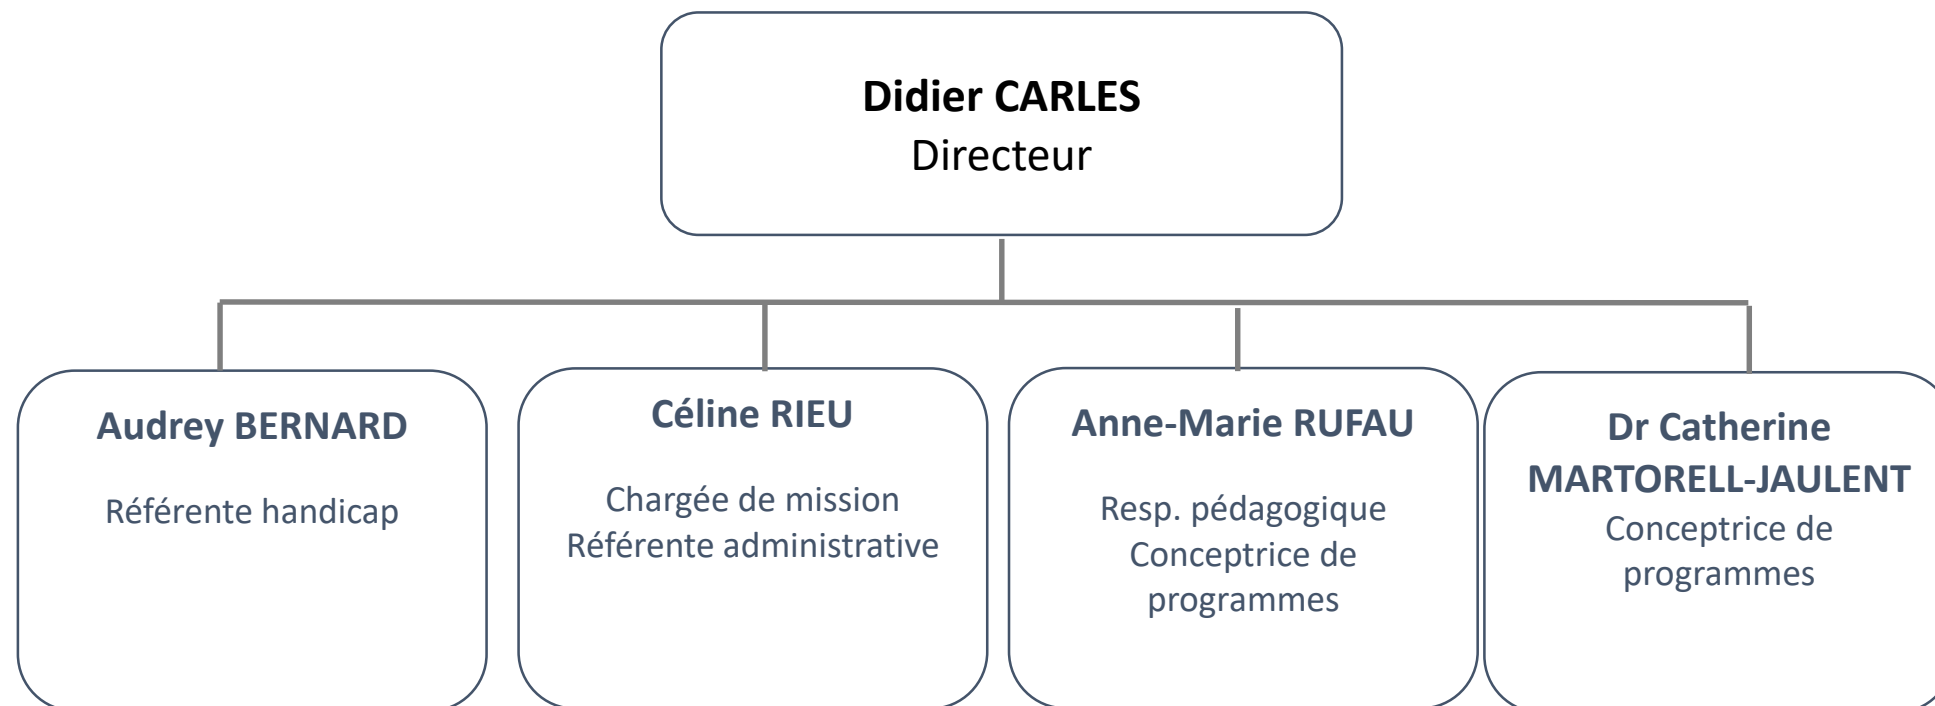 Didier CARLES
Directeur
Audrey BERNARD
Référente handicap
Céline RIEU
Chargée de mission
Référente administrative
Anne-Marie RUFAU
Resp. pédagogique
Conceptrice de
programmes
Dr Catherine
MARTORELL-JAULENT
Conceptrice de
programmes